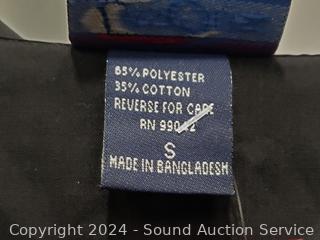 65% POLYESTER
35% COTTON
REVERSE FOR CARE
RN
S
MADE IN BANGLADESH
Copyright © 2024 - Sound Auction Service